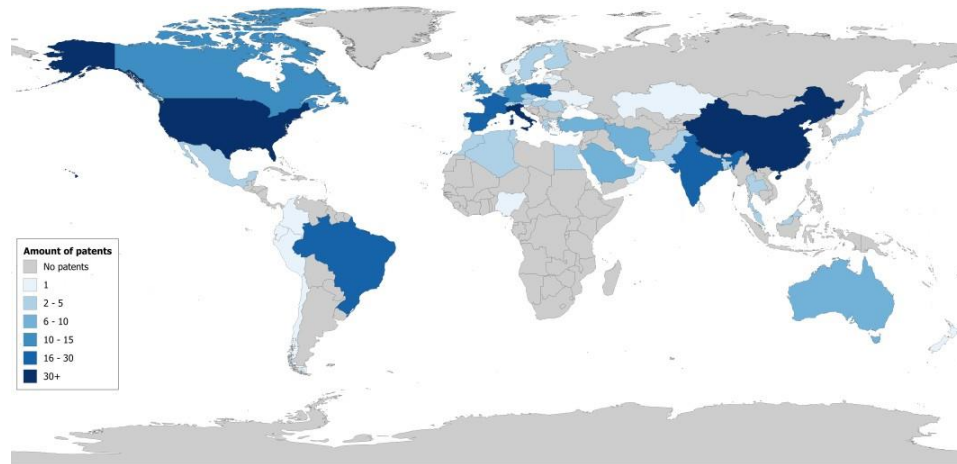 Amount of patents
No patents
1
2 - 5
6 - 10
10 - 15
16 - 30
30+